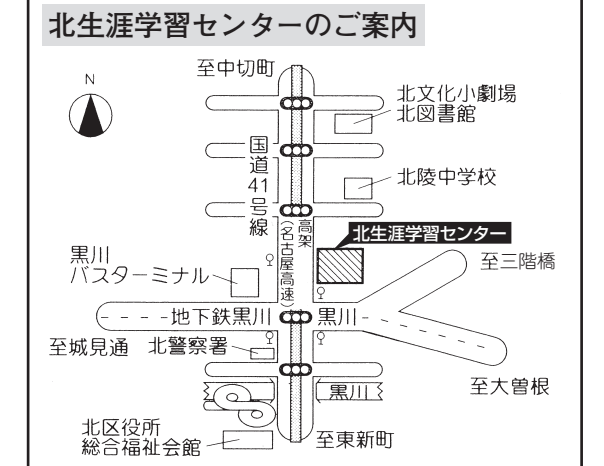 北生涯学習センターのご案内
至中切町
N
北文化小劇場
北図書館
国道41号線
北陵中学校
高架
(名古屋高速)
北生涯学習センター
黒川
バスターミナル
至三階橋
地下鉄黒川
黒川
至城見通
北警察署
至大曽根
黒川
北区役所
総合福祉会館
至東新町